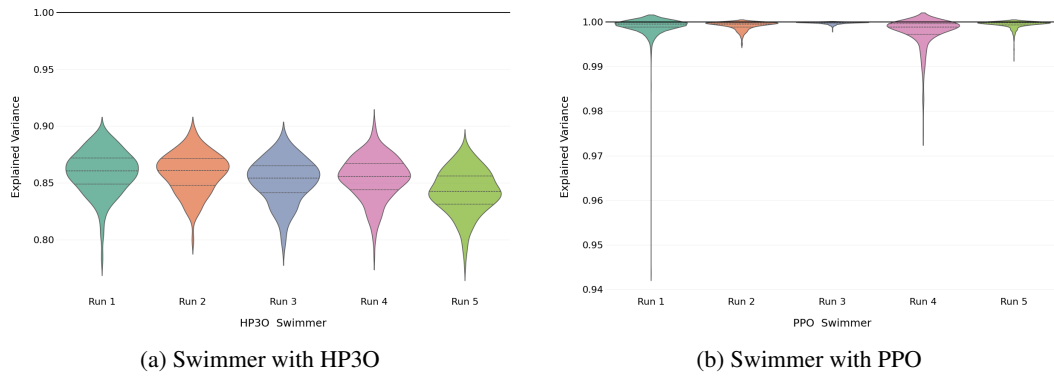 1.00
0.95
0.90
0.85
0.80
Explained Variance
Run 1 Run 2 Run 3 Run 4 Run 5
HP3O Swimmer
(a) Swimmer with HP3O
1.00
0.99
0.98
0.97
0.96
0.95
0.94
Explained Variance
Run 1 Run 2 Run 3 Run 4 Run 5
PPO Swimmer
(b) Swimmer with PPO